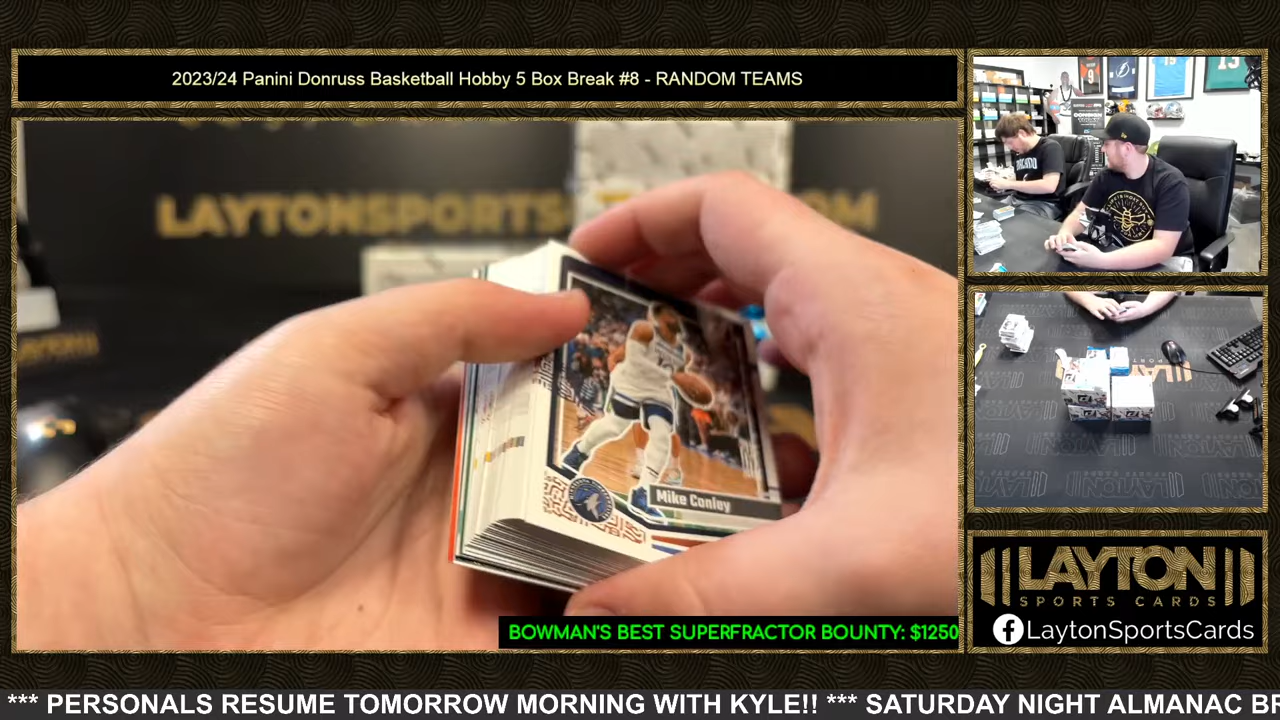 2023/24 Panini Donruss Basketball Hobby 5 Box Break #8 - RANDOM TEAMS
LAYTONSPORTS
Mike Conley
BOWMAN'S BEST SUPERFRACTOR BOUNTY: $1250
LAYTON
SPORTS CARDS
LaytonSportsCards
*** PERSONALS RESUME TOMORROW MORNING WITH KYLE!! *** SATURDAY NIGHT ALMANAC BR